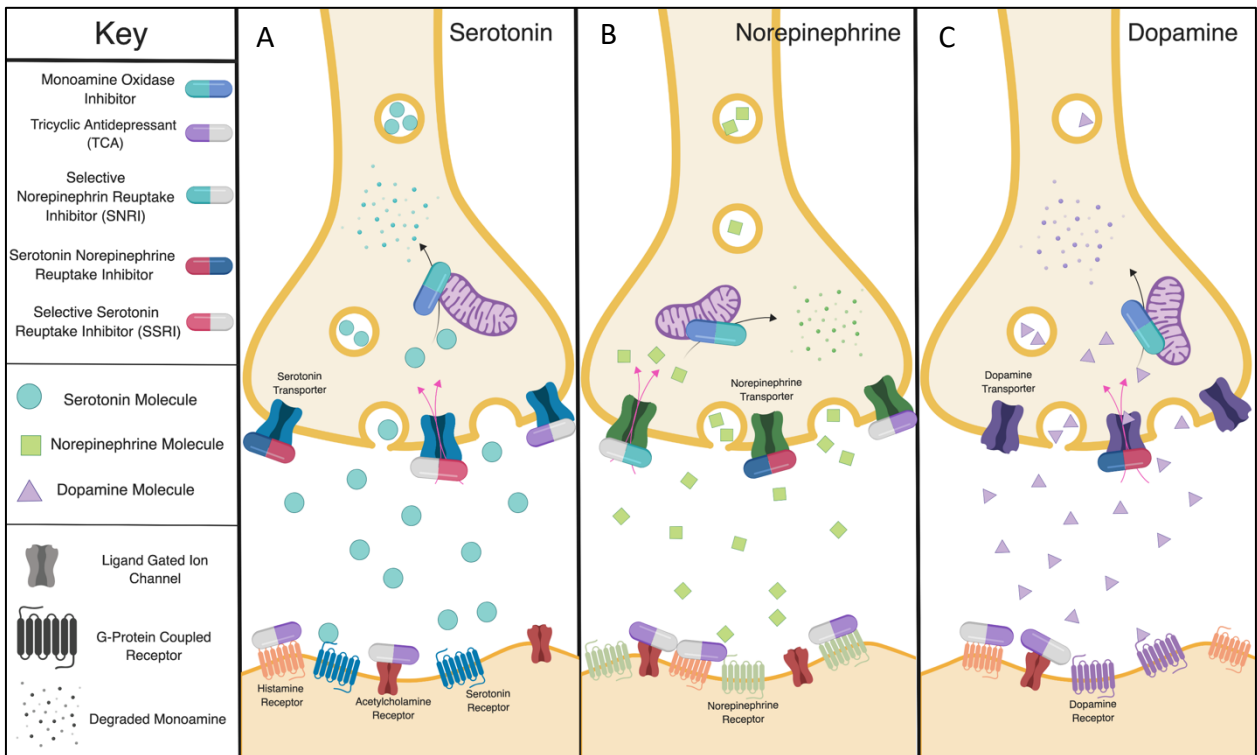 Key
Monoamine Oxidase
Inhibitor
Tricyclic Antidepressant
(TCA)
Selective
Norepinephrin Reuptake
Inhibitor (SNRI)
Serotonin Norepinephrine
Reuptake Inhibitor
Selective Serotonin
Reuptake Inhibitor (SSRI)
Serotonin Molecule
Norepinephrine Molecule
Dopamine Molecule
Ligand Gated Ion
Channel
G-Protein Coupled
Receptor
Degraded Monoamine
A
Serotonin
Serotonin
Transporter
Histamine
Receptor
Acetylcholamine
Receptor
Serotonin
Receptor
B
Norepinephrine
Norepinephrine
Transporter
Norepinephrine
Receptor
C
Dopamine
Dopamine
Transporter
Dopamine
Receptor